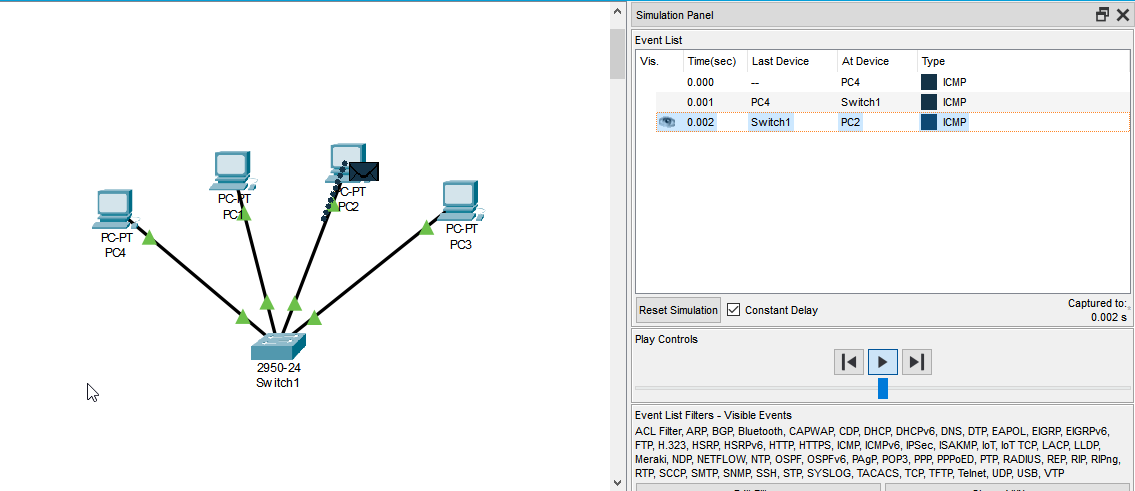 Simulation Panel
Event List
Vis. Time(sec) Last Device At Device Type
0.000 -- PC4 ICMP
0.001 PC4 Switch1 ICMP
0.002 Switch1 PC2 ICMP
PC-PT
PC4
PC-PT
PC1
PC-PT
PC2
PC-PT
PC3
2950-24
Switch1
Reset Simulation Constant Delay
Captured to:
0.002 s
Play Controls
Event List Filters - Visible Events
ACL Filter, ARP, BGP, Bluetooth, CAPWAP, CDP, DHCP, DHCPv6, DNS, DTP, EAPOL, EIGRP, EIGRPv6,
FTP, H.323, HSRP, HSRPv6, HTTP, HTTPS, ICMP, ICMPv6, IPSec, ISAKMP, IoT, IoT TCP, LACP, LLDP,
Meraki, NDP, NETFLOW, NTP, OSPF, OSPFv6, PAgP, POP3, PPP, PPPoED, PTP, RADIUS, REP, RIP, RIPng,
RTP, SCCP, SMTP, SNMP, SSH, STP, SYSLOG, TACACS, TCP, TFTP, Telnet, UDP, USB, VTP